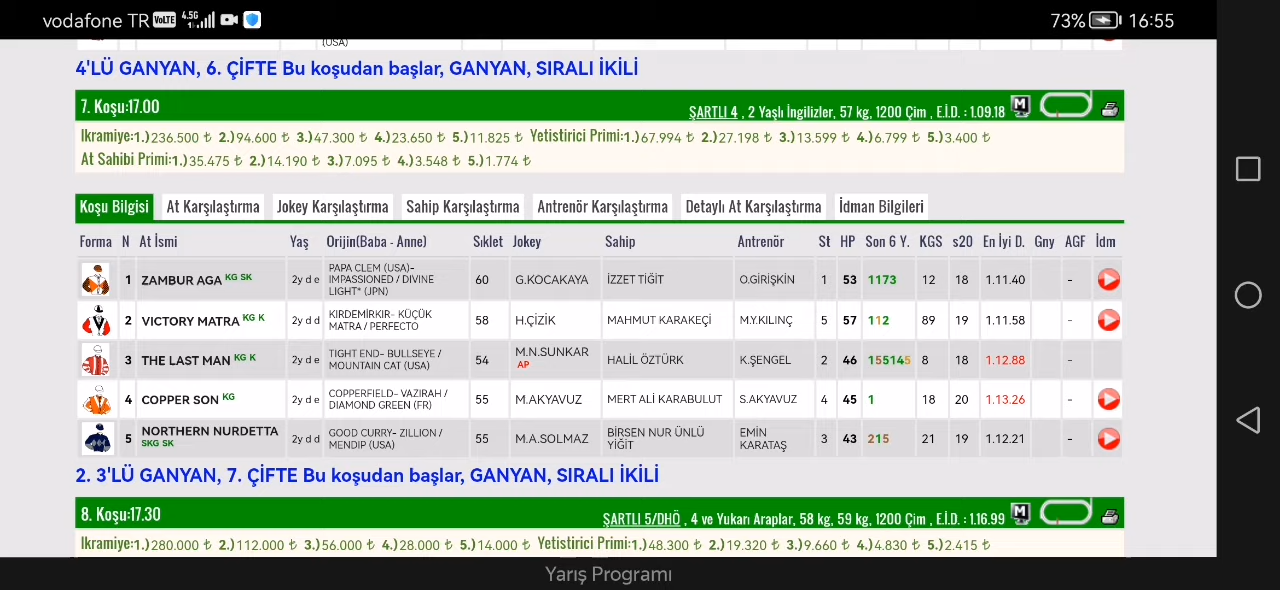 vodafone TR VoLTE 4.5G 73% 16:55
(USA)
4'LÜ GANYAN, 6. ÇİFTE Bu koşudan başlar, GANYAN, SIRALI İKİLİ
7. Koşu:17.00 ŞARTLI 4 , 2 Yaşlı İngilizler, 57 kg, 1200 Çim , E.İ.D. : 1.09.18 M
Ikramiye:1.)236.500 ₺ 2.)94.600 ₺ 3.)47.300 ₺ 4.)23.650 ₺ 5.)11.825 ₺ Yetistirici Primi:1.)67.994 ₺ 2.)27.198 ₺ 3.)13.599 ₺ 4.)6.799 ₺ 5.)3.400 ₺
At Sahibi Primi:1.)35.475 ₺ 2.)14.190 ₺ 3.)7.095 ₺ 4.)3.548 ₺ 5.)1.774 ₺
Koşu Bilgisi At Karşılaştırma Jokey Karşılaştırma Sahip Karşılaştırma Antrenör Karşılaştırma Detaylı At Karşılaştırma İdman Bilgileri
Forma N At İsmi Yaş Orijin(Baba - Anne) Sıklet Jokey Sahip Antrenör St HP Son 6 Y. KGS s20 En İyi D. Gny AGF İdm
1 ZAMBUR AGA KG SK 2y d e PAPA CLEM (USA)- IMPASSIONED / DIVINE LIGHT* (JPN) 60 G.KOCAKAYA İZZET TİĞİT O.GİRİŞKİN 1 53 1173 12 18 1.11.40 -
2 VICTORY MATRA KG K 2y d d KIRDEMİRKIR- KÜÇÜK MATRA / PERFECTO 58 H.ÇİZİK MAHMUT KARAKEÇİ M.Y.KILINÇ 5 57 112 89 19 1.11.58 -
3 THE LAST MAN KG K 2y d e TIGHT END- BULLSEYE / MOUNTAIN CAT (USA) 54 M.N.SUNKAR AP HALİL ÖZTÜRK K.ŞENGEL 2 46 155145 8 18 1.12.88 -
4 COPPER SON KG 2y d e COPPERFIELD- VAZIRAH / DIAMOND GREEN (FR) 55 M.AKYAVUZ MERT ALİ KARABULUT S.AKYAVUZ 4 45 1 18 20 1.13.26 -
5 NORTHERN NURDETTA SKG SK 2y d d GOOD CURRY- ZILLION / MENDIP (USA) 55 M.A.SOLMAZ BİRSEN NUR ÜNLÜ YİĞİT EMİN KARATAŞ 3 43 215 21 19 1.12.21 -
2. 3'LÜ GANYAN, 7. ÇİFTE Bu koşudan başlar, GANYAN, SIRALI İKİLİ
8. Koşu:17.30 ŞARTLI 5/DHÖ , 4 ve Yukarı Araplar, 58 kg, 59 kg, 1200 Çim , E.İ.D. : 1.16.99 M
Ikramiye:1.)280.000 ₺ 2.)112.000 ₺ 3.)56.000 ₺ 4.)28.000 ₺ 5.)14.000 ₺ Yetistirici Primi:1.)48.300 ₺ 2.)19.320 ₺ 3.)9.660 ₺ 4.)4.830 ₺ 5.)2.415 ₺
Yarış Programı